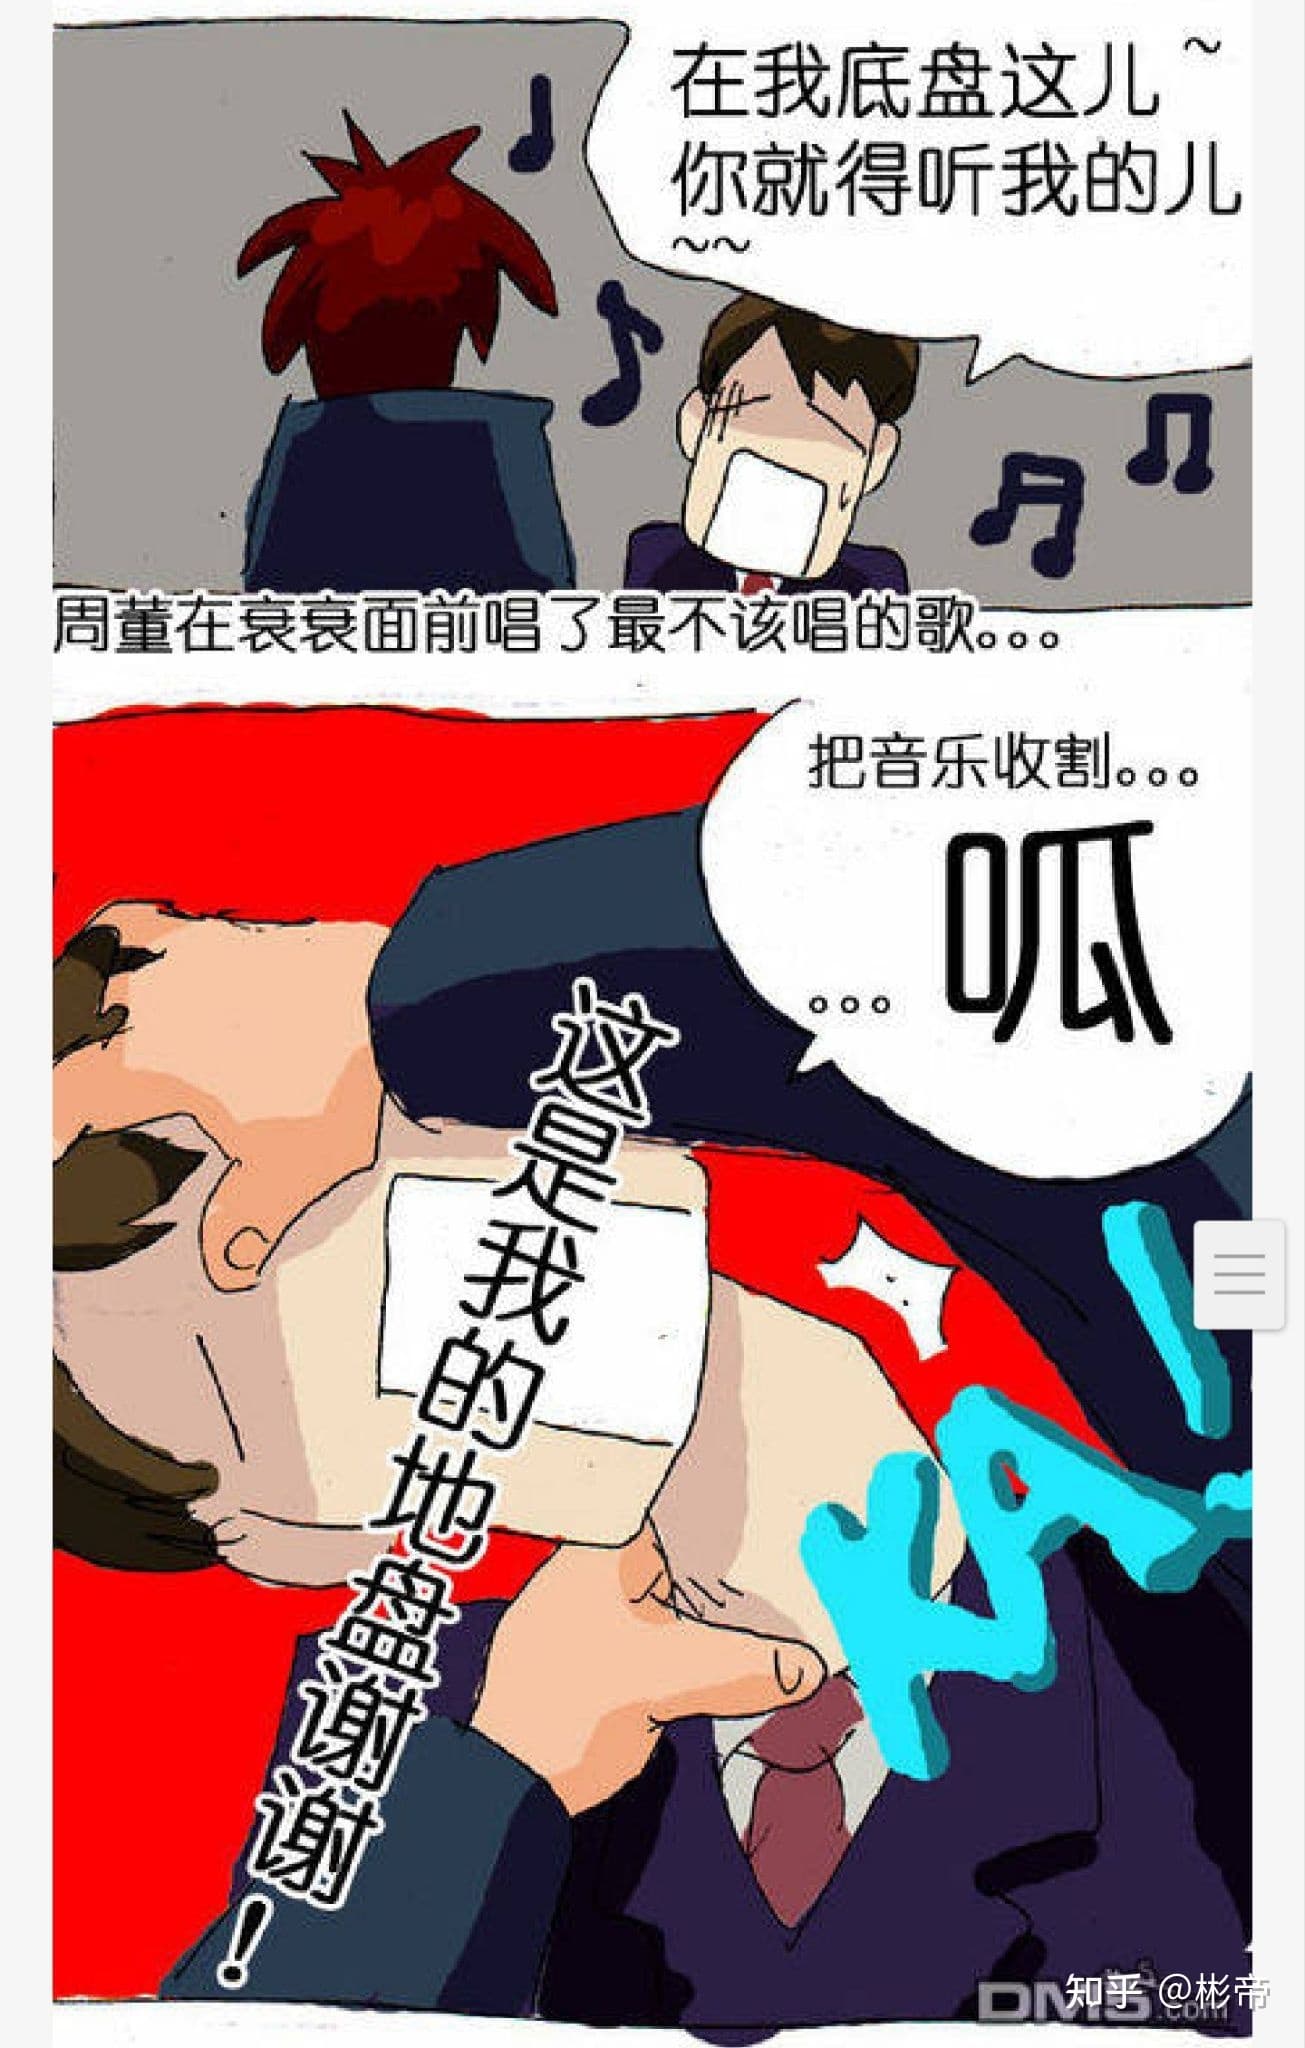 在我底盘这儿~
你就得听我的儿
~~
周董在衰衰面前唱了最不该唱的歌。。。
把音乐收割。。。
。。。呱
这是我的地盘谢谢！
KA!
知乎 @彬帝